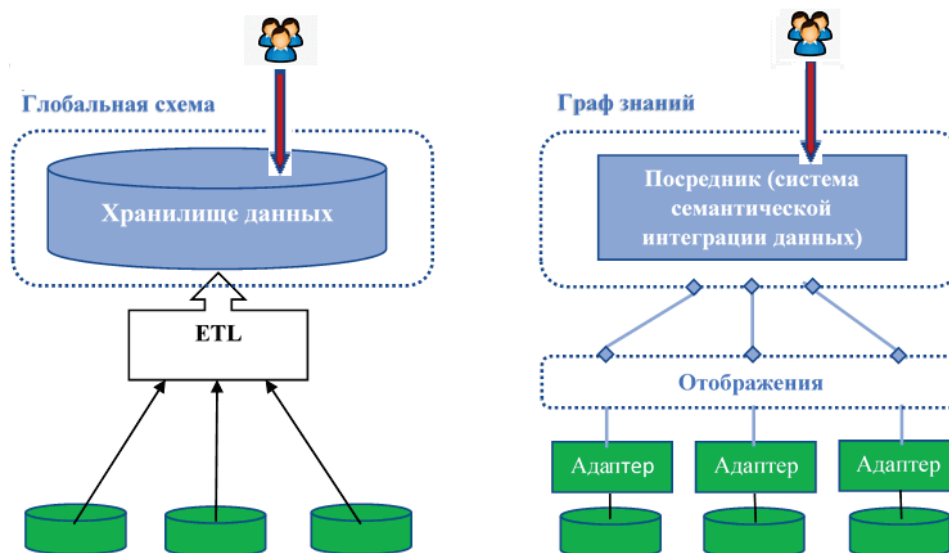 Глобальная схема
Хранилище данных
ETL
Граф знаний
Посредник (система
семантической
интеграции данных)
Отображения
Адаптер
Адаптер
Адаптер